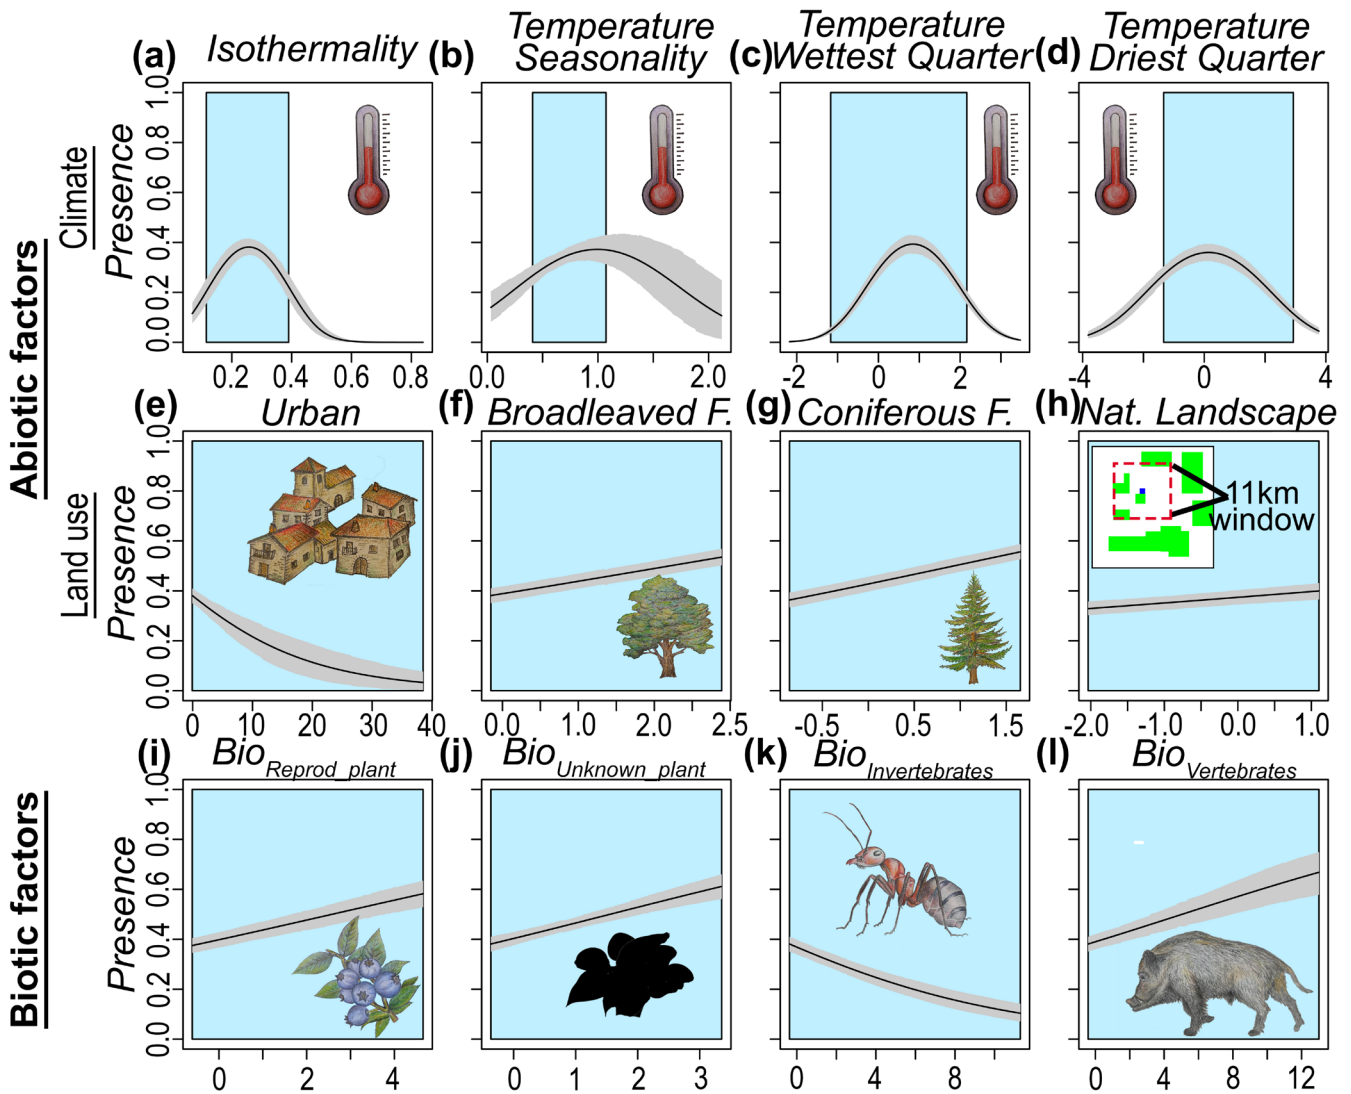 (a) Isothermality
(b) Temperature
Seasonality
(c) Temperature
Wettest Quarter
(d) Temperature
Driest Quarter
Abiotic factors
Climate
Presence
0.0 0.2 0.4 0.6 0.8 1.0
0.2 0.4 0.6 0.8
0.0 1.0 2.0
-2 0 2
-4 0 4
(e) Urban
(f) Broadleaved F.
(g) Coniferous F.
(h) Nat. Landscape
Land use
Presence
0.0 0.2 0.4 0.6 0.8 1.0
11km
window
0 10 20 30 40
0.0 1.0 2.0 2.5
-0.5 0.5 1.5
-2.0 -1.0 0.0 1.0
(i) Bio Reprod_plant
(j) Bio Unknown_plant
(k) Bio Invertebrates
(l) Bio Vertebrates
Biotic factors
Presence
0.0 0.2 0.4 0.6 0.8 1.0
0 2 4
0 1 2 3
0 4 8
0 4 8 12